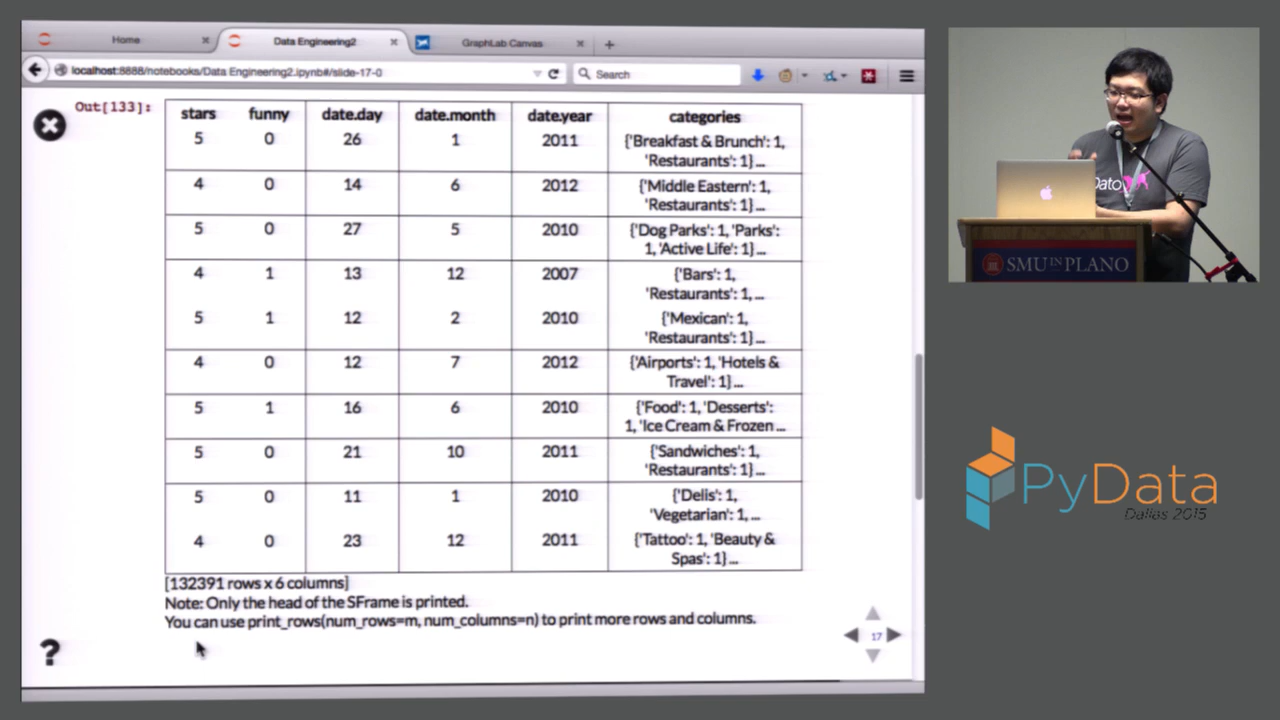 Home
Data Engineering2
GraphLab Canvas
localhost:8888/notebooks/Data Engineering2.ipynb#/slide-17-0
Search
Out[133]:
stars funny date.day date.month date.year categories
5 0 26 1 2011 {'Breakfast & Brunch': 1,
'Restaurants': 1} ...
4 0 14 6 2012 {'Middle Eastern': 1,
'Restaurants': 1} ...
5 0 27 5 2010 {'Dog Parks': 1, 'Parks':
1, 'Active Life': 1} ...
4 1 13 12 2007 {'Bars': 1,
'Restaurants': 1, ...
5 1 12 2 2010 {'Mexican': 1,
'Restaurants': 1} ...
4 0 12 7 2012 {'Airports': 1, 'Hotels &
Travel': 1} ...
5 1 16 6 2010 {'Food': 1, 'Desserts':
1, 'Ice Cream & Frozen ...
5 0 21 10 2011 {'Sandwiches': 1,
'Restaurants': 1} ...
5 0 11 1 2010 {'Delis': 1,
'Vegetarian': 1, ...
4 0 23 12 2011 {'Tattoo': 1, 'Beauty &
Spas': 1} ...
[132391 rows x 6 columns]
Note: Only the head of the SFrame is printed.
You can use print_rows(num_rows=m, num_columns=n) to print more rows and columns.
?
17
Dato
SMU IN PLANO
PyData
Dallas 2015